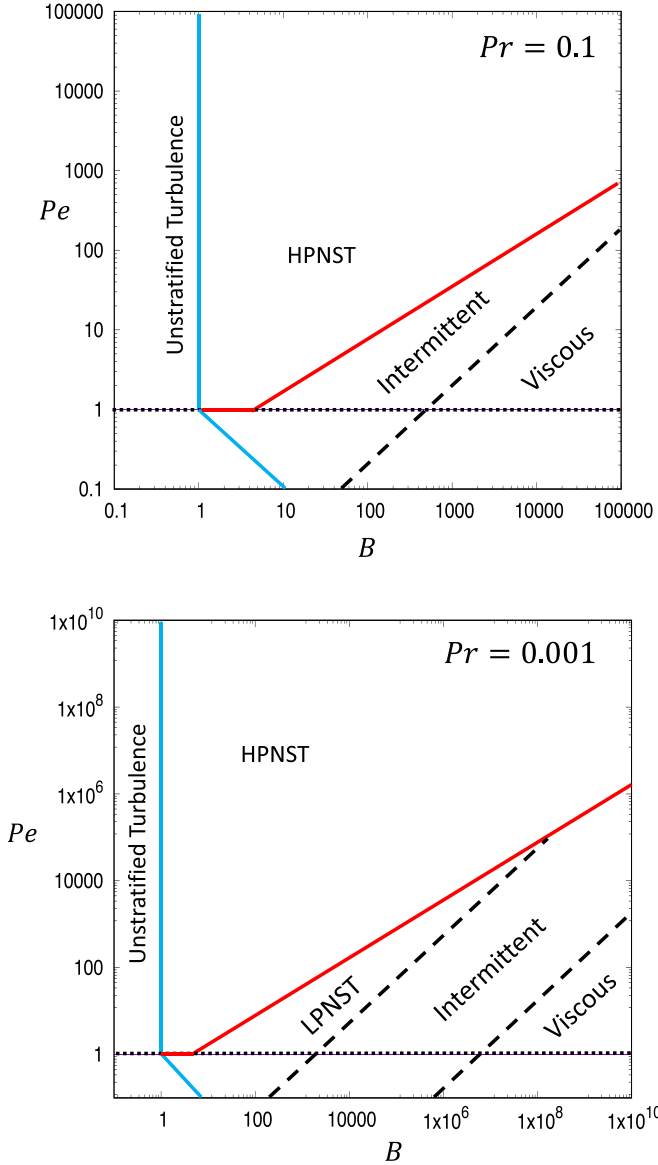 100000
Pr = 0.1
10000
Unstratified Turbulence
1000
Pe
HPNST
100
Intermittent
10
Viscous
1
0.1
0.1 1 10 100 1000 10000 100000
B
1x10^10
Pr = 0.001
1x10^8
Unstratified Turbulence
HPNST
1x10^6
Pe
10000
Intermittent
LPNST
100
Viscous
1
1 100 10000 1x10^6 1x10^8 1x10^10
B